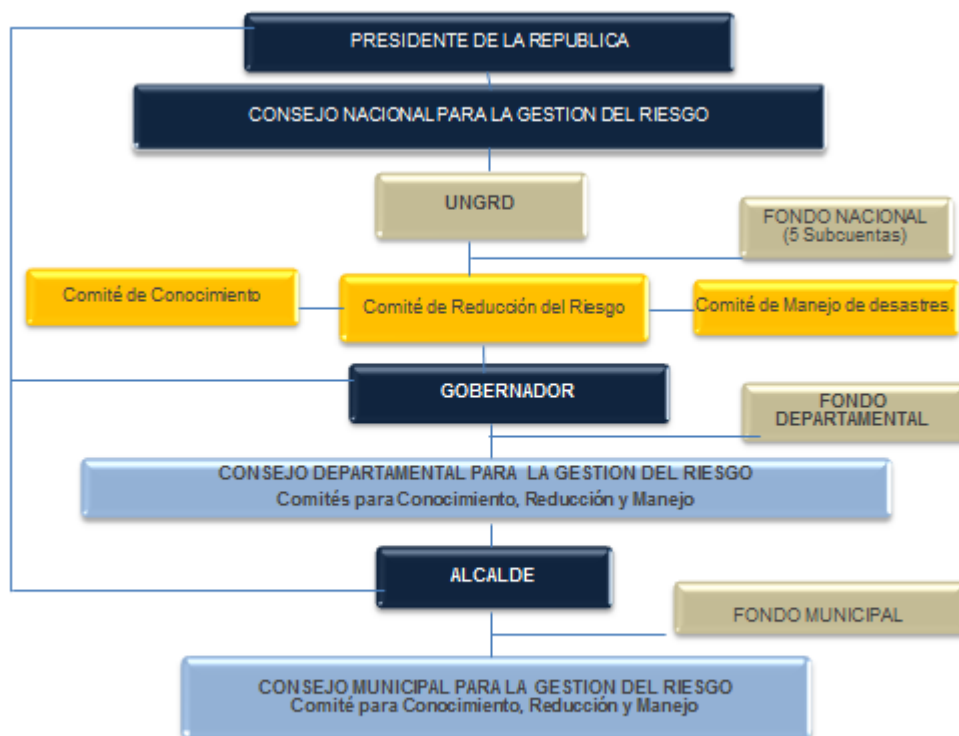 PRESIDENTE DE LA REPUBLICA
CONSEJO NACIONAL PARA LA GESTION DEL RIESGO
UNGRD
FONDO NACIONAL
(5 Subcuentas)
Comité de Conocimiento
Comité de Reducción del Riesgo
Comité de Manejo de desastres.
GOBERNADOR
FONDO
DEPARTAMENTAL
CONSEJO DEPARTAMENTAL PARA LA GESTION DEL RIESGO
Comités para Conocimiento, Reducción y Manejo
ALCALDE
FONDO MUNICIPAL
CONSEJO MUNICIPAL PARA LA GESTION DEL RIESGO
Comité para Conocimiento, Reducción y Manejo